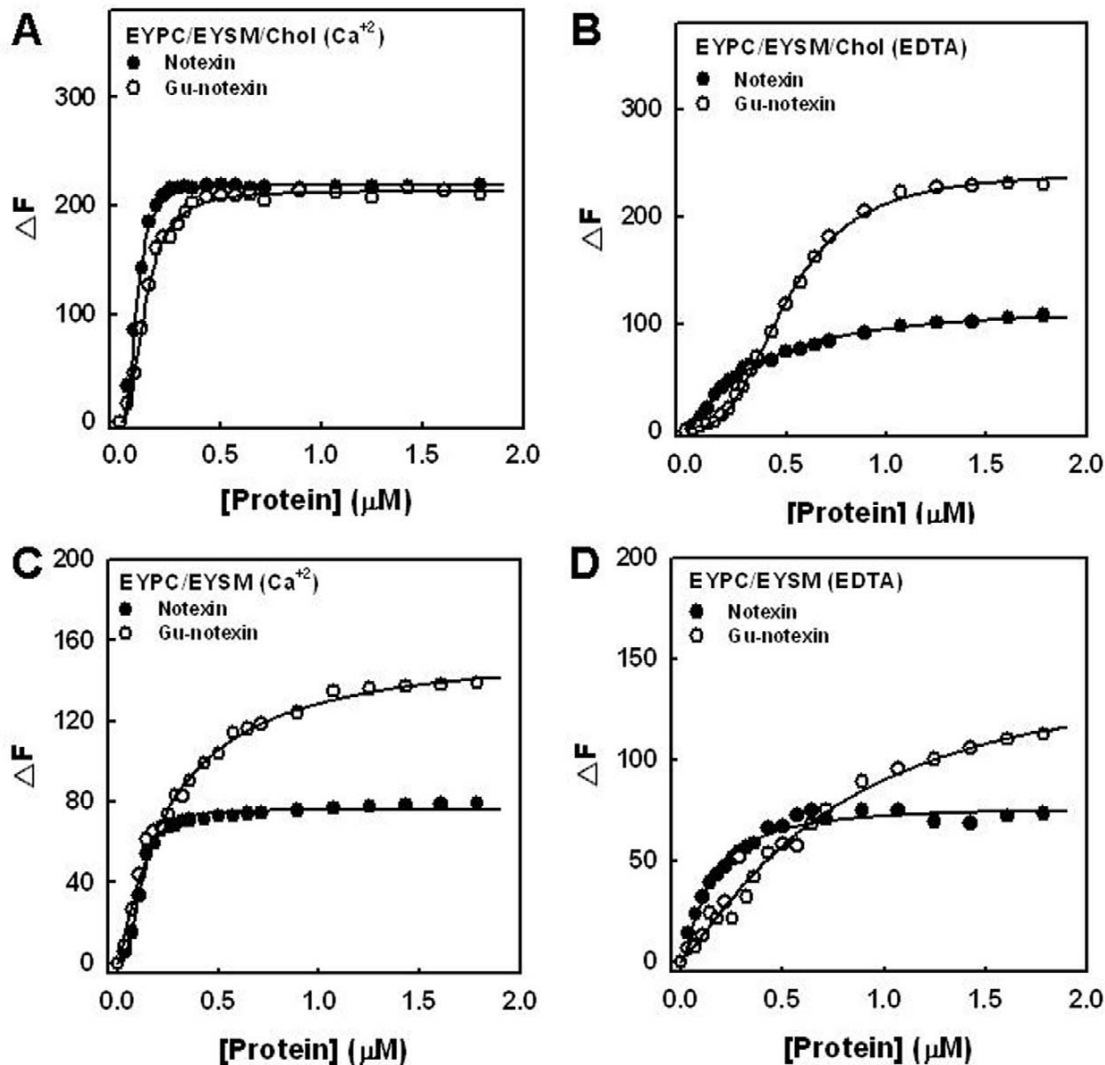 A
EYPC/EYSM/Chol (Ca+2)
Notexin
Gu-notexin
300
200
100
0
△F
0.0 0.5 1.0 1.5 2.0
[Protein] (μM)
B
EYPC/EYSM/Chol (EDTA)
Notexin
Gu-notexin
300
200
100
0
△F
0.0 0.5 1.0 1.5 2.0
[Protein] (μM)
C
EYPC/EYSM (Ca+2)
Notexin
Gu-notexin
200
160
120
80
40
0
△F
0.0 0.5 1.0 1.5 2.0
[Protein] (μM)
D
EYPC/EYSM (EDTA)
Notexin
Gu-notexin
200
150
100
50
0
△F
0.0 0.5 1.0 1.5 2.0
[Protein] (μM)